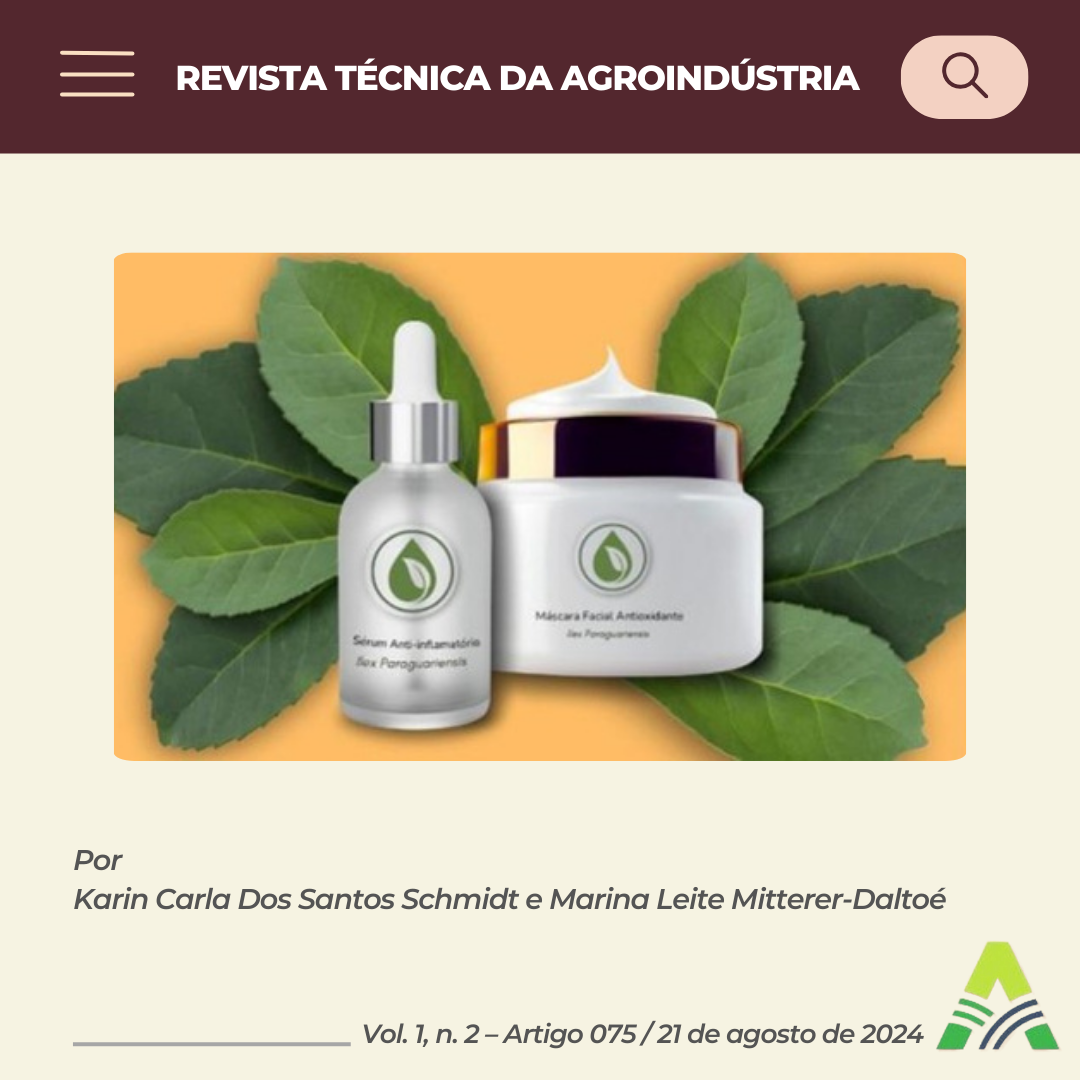 REVISTA TÉCNICA DA AGROINDÚSTRIA
Sérum Anti-inflamatório
Ilex Paraguariensis
Máscara Facial Antioxidante
Ilex Paraguariensis
Por
Karin Carla Dos Santos Schmidt e Marina Leite Mitterer-Daltoé
Vol. 1, n. 2 – Artigo 075 / 21 de agosto de 2024